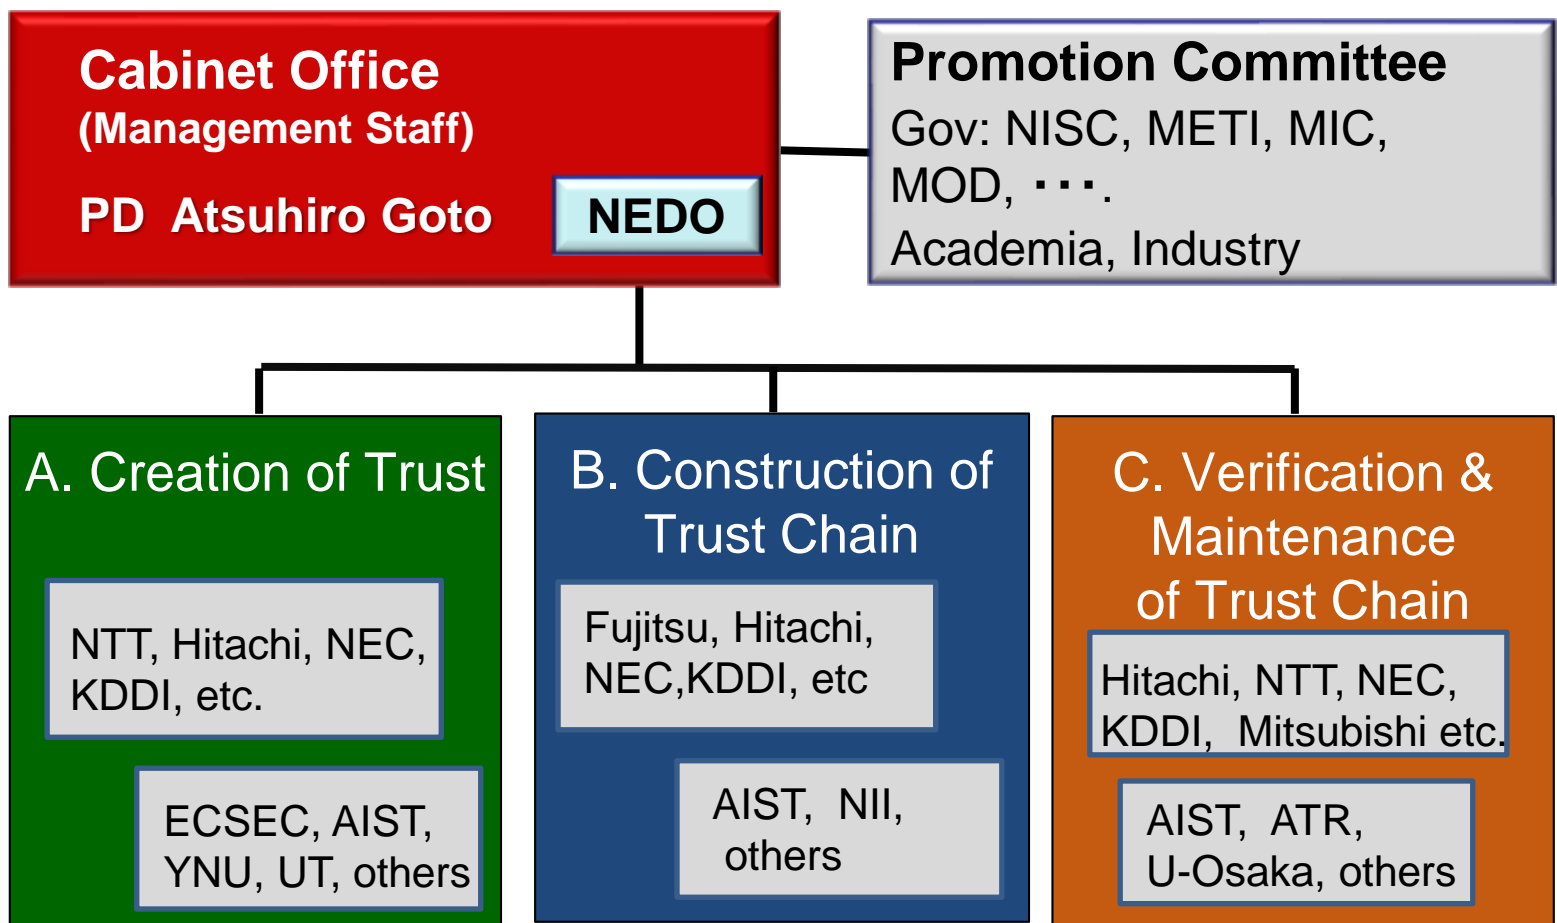 Cabinet Office
(Management Staff)
PD Atsuhiro Goto
NEDO
Promotion Committee
Gov: NISC, METI, MIC,
MOD, ・・・.
Academia, Industry
A. Creation of Trust
NTT, Hitachi, NEC,
KDDI, etc.
ECSEC, AIST,
YNU, UT, others
B. Construction of
Trust Chain
Fujitsu, Hitachi,
NEC,KDDI, etc
AIST, NII,
others
C. Verification &
Maintenance
of Trust Chain
Hitachi, NTT, NEC,
KDDI, Mitsubishi etc.
AIST, ATR,
U-Osaka, others